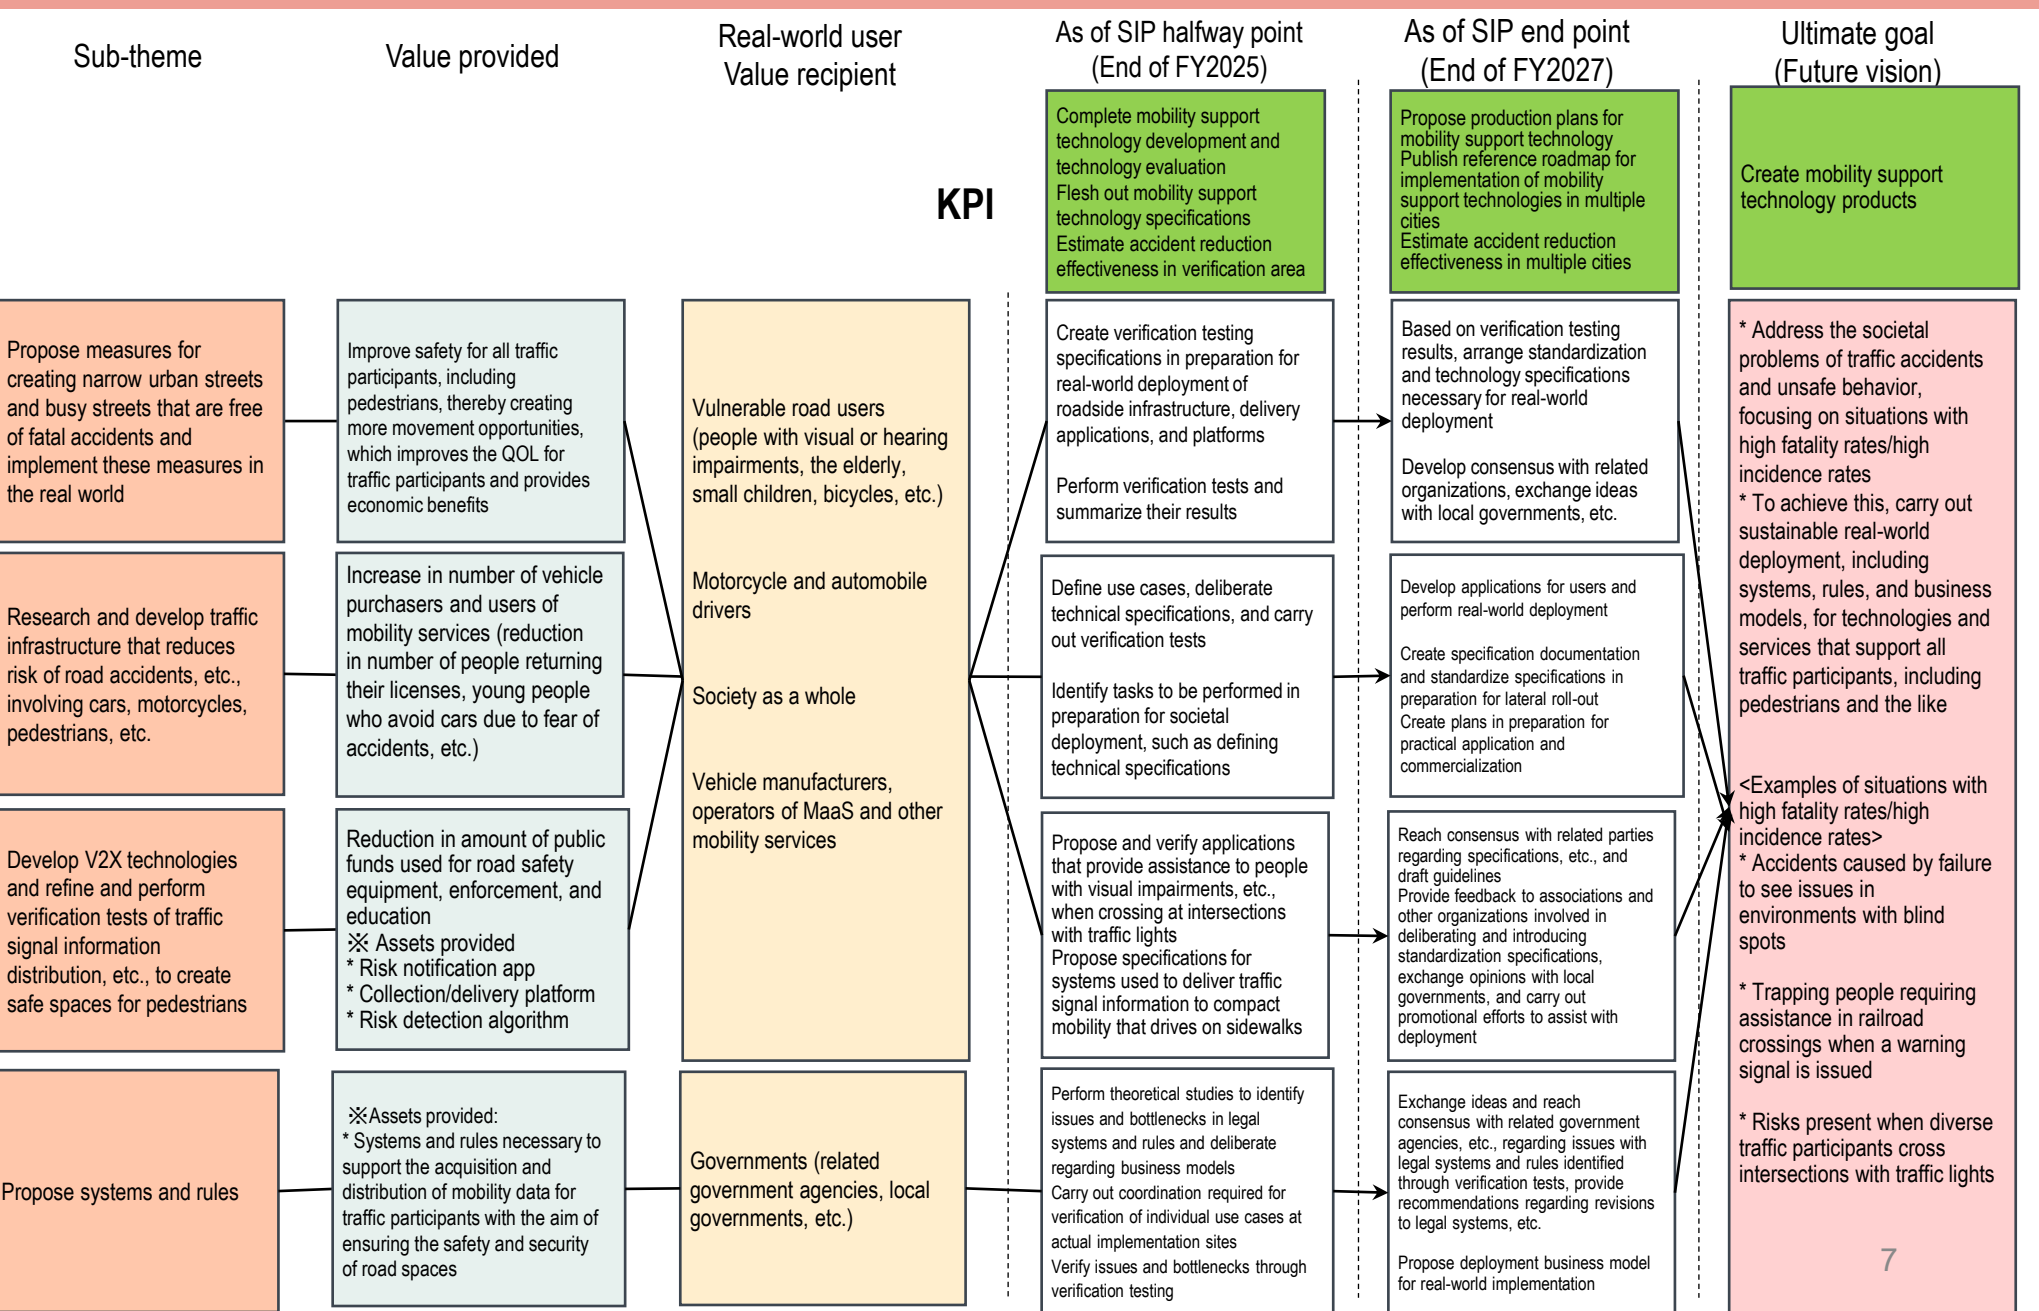 Sub-theme
Value provided
Real-world user
Value recipient
As of SIP halfway point
(End of FY2025)
As of SIP end point
(End of FY2027)
Ultimate goal
(Future vision)
KPI
Complete mobility support
technology development and
technology evaluation
Flesh out mobility support
technology specifications
Estimate accident reduction
effectiveness in verification area
Propose production plans for
mobility support technology
Publish reference roadmap for
implementation of mobility
support technologies in multiple
cities
Estimate accident reduction
effectiveness in multiple cities
Create mobility support
technology products
Propose measures for
creating narrow urban streets
and busy streets that are free
of fatal accidents and
implement these measures in
the real world
Improve safety for all traffic
participants, including
pedestrians, thereby creating
more movement opportunities,
which improves the QOL for
traffic participants and provides
economic benefits
Vulnerable road users
(people with visual or hearing
impairments, the elderly,
small children, bicycles, etc.)
Motorcycle and automobile
drivers
Society as a whole
Vehicle manufacturers,
operators of MaaS and other
mobility services
Create verification testing
specifications in preparation for
real-world deployment of
roadside infrastructure, delivery
applications, and platforms
Perform verification tests and
summarize their results
Based on verification testing
results, arrange standardization
and technology specifications
necessary for real-world
deployment
Develop consensus with related
organizations, exchange ideas
with local governments, etc.
* Address the societal
problems of traffic accidents
and unsafe behavior,
focusing on situations with
high fatality rates/high
incidence rates
* To achieve this, carry out
sustainable real-world
deployment, including
systems, rules, and business
models, for technologies and
services that support all
traffic participants, including
pedestrians and the like
<Examples of situations with
high fatality rates/high
incidence rates>
* Accidents caused by failure
to see issues in
environments with blind
spots
* Trapping people requiring
assistance in railroad
crossings when a warning
signal is issued
* Risks present when diverse
traffic participants cross
intersections with traffic lights
Research and develop traffic
infrastructure that reduces
risk of road accidents, etc.,
involving cars, motorcycles,
pedestrians, etc.
Increase in number of vehicle
purchasers and users of
mobility services (reduction
in number of people returning
their licenses, young people
who avoid cars due to fear of
accidents, etc.)
Define use cases, deliberate
technical specifications, and carry
out verification tests
Identify tasks to be performed in
preparation for societal
deployment, such as defining
technical specifications
Develop applications for users and
perform real-world deployment
Create specification documentation
and standardize specifications in
preparation for lateral roll-out
Create plans in preparation for
practical application and
commercialization
Develop V2X technologies
and refine and perform
verification tests of traffic
signal information
distribution, etc., to create
safe spaces for pedestrians
Reduction in amount of public
funds used for road safety
equipment, enforcement, and
education
※ Assets provided
* Risk notification app
* Collection/delivery platform
* Risk detection algorithm
Propose and verify applications
that provide assistance to people
with visual impairments, etc.,
when crossing at intersections
with traffic lights
Propose specifications for
systems used to deliver traffic
signal information to compact
mobility that drives on sidewalks
Reach consensus with related parties
regarding specifications, etc., and
draft guidelines
Provide feedback to associations and
other organizations involved in
deliberating and introducing
standardization specifications,
exchange opinions with local
governments, and carry out
promotional efforts to assist with
deployment
Propose systems and rules
※Assets provided:
* Systems and rules necessary to
support the acquisition and
distribution of mobility data for
traffic participants with the aim of
ensuring the safety and security
of road spaces
Governments (related
government agencies, local
governments, etc.)
Perform theoretical studies to identify
issues and bottlenecks in legal
systems and rules and deliberate
regarding business models
Carry out coordination required for
verification of individual use cases at
actual implementation sites
Verify issues and bottlenecks through
verification testing
Exchange ideas and reach
consensus with related government
agencies, etc., regarding issues with
legal systems and rules identified
through verification tests, provide
recommendations regarding revisions
to legal systems, etc.
Propose deployment business model
for real-world implementation
7